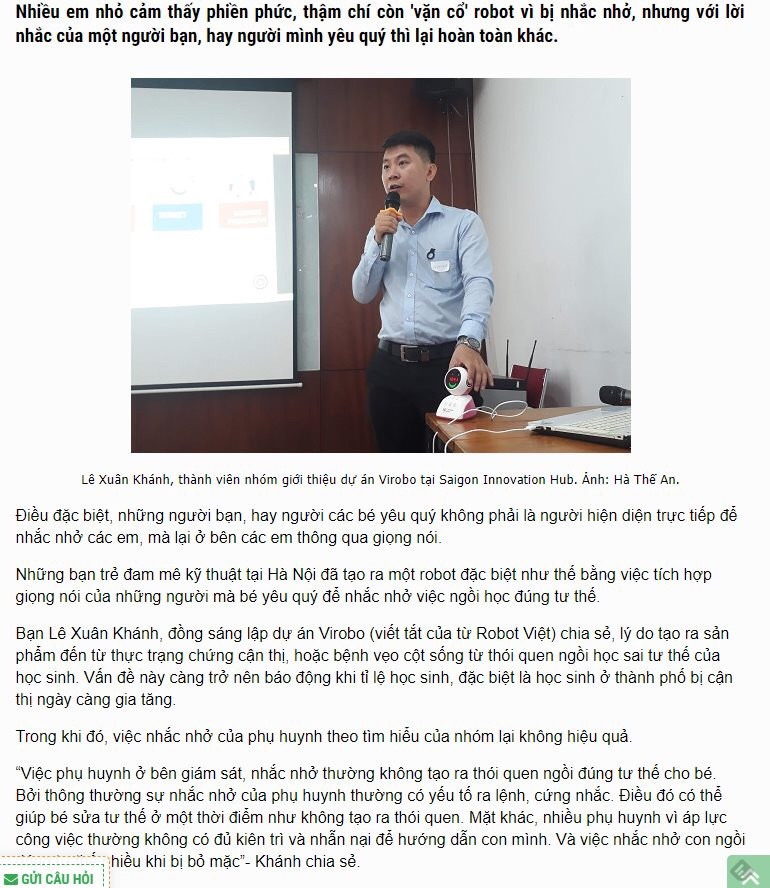 Nhiều em nhỏ cảm thấy phiền phức, thậm chí còn 'vặn cổ' robot vì bị nhắc nhở, nhưng với lời
nhắc của một người bạn, hay người mình yêu quý thì lại hoàn toàn khác.
Lê Xuân Khánh, thành viên nhóm giới thiệu dự án Virobo tại Saigon Innovation Hub. Ảnh: Hà Thế An.
Điều đặc biệt, những người bạn, hay người các bé yêu quý không phải là người hiện diện trực tiếp để
nhắc nhở các em, mà lại ở bên các em thông qua giọng nói.
Những bạn trẻ đam mê kỹ thuật tại Hà Nội đã tạo ra một robot đặc biệt như thế bằng việc tích hợp
giọng nói của những người mà bé yêu quý để nhắc nhở việc ngồi học đúng tư thế.
Bạn Lê Xuân Khánh, đồng sáng lập dự án Virobo (viết tắt của từ Robot Việt) chia sẻ, lý do tạo ra sản
phẩm đến từ thực trạng chứng cận thị, hoặc bệnh vẹo cột sống từ thói quen ngồi học sai tư thế của
học sinh. Vấn đề này càng trở nên báo động khi tỉ lệ học sinh, đặc biệt là học sinh ở thành phố bị cận
thị ngày càng gia tăng.
Trong khi đó, việc nhắc nhở của phụ huynh theo tìm hiểu của nhóm lại không hiệu quả.
“Việc phụ huynh ở bên giám sát, nhắc nhở thường không tạo ra thói quen ngồi đúng tư thế cho bé.
Bởi thông thường sự nhắc nhở của phụ huynh thường có yếu tố ra lệnh, cứng nhắc. Điều đó có thể
giúp bé sửa tư thế ở một thời điểm như không tạo ra thói quen. Mặt khác, nhiều phụ huynh vì áp lực
công việc thường không có đủ kiên trì và nhẫn nại để hướng dẫn con mình. Và việc nhắc nhở con ngồi
nhiều khi bị bỏ mặc”- Khánh chia sẻ.
GỬI CÂU HỎI